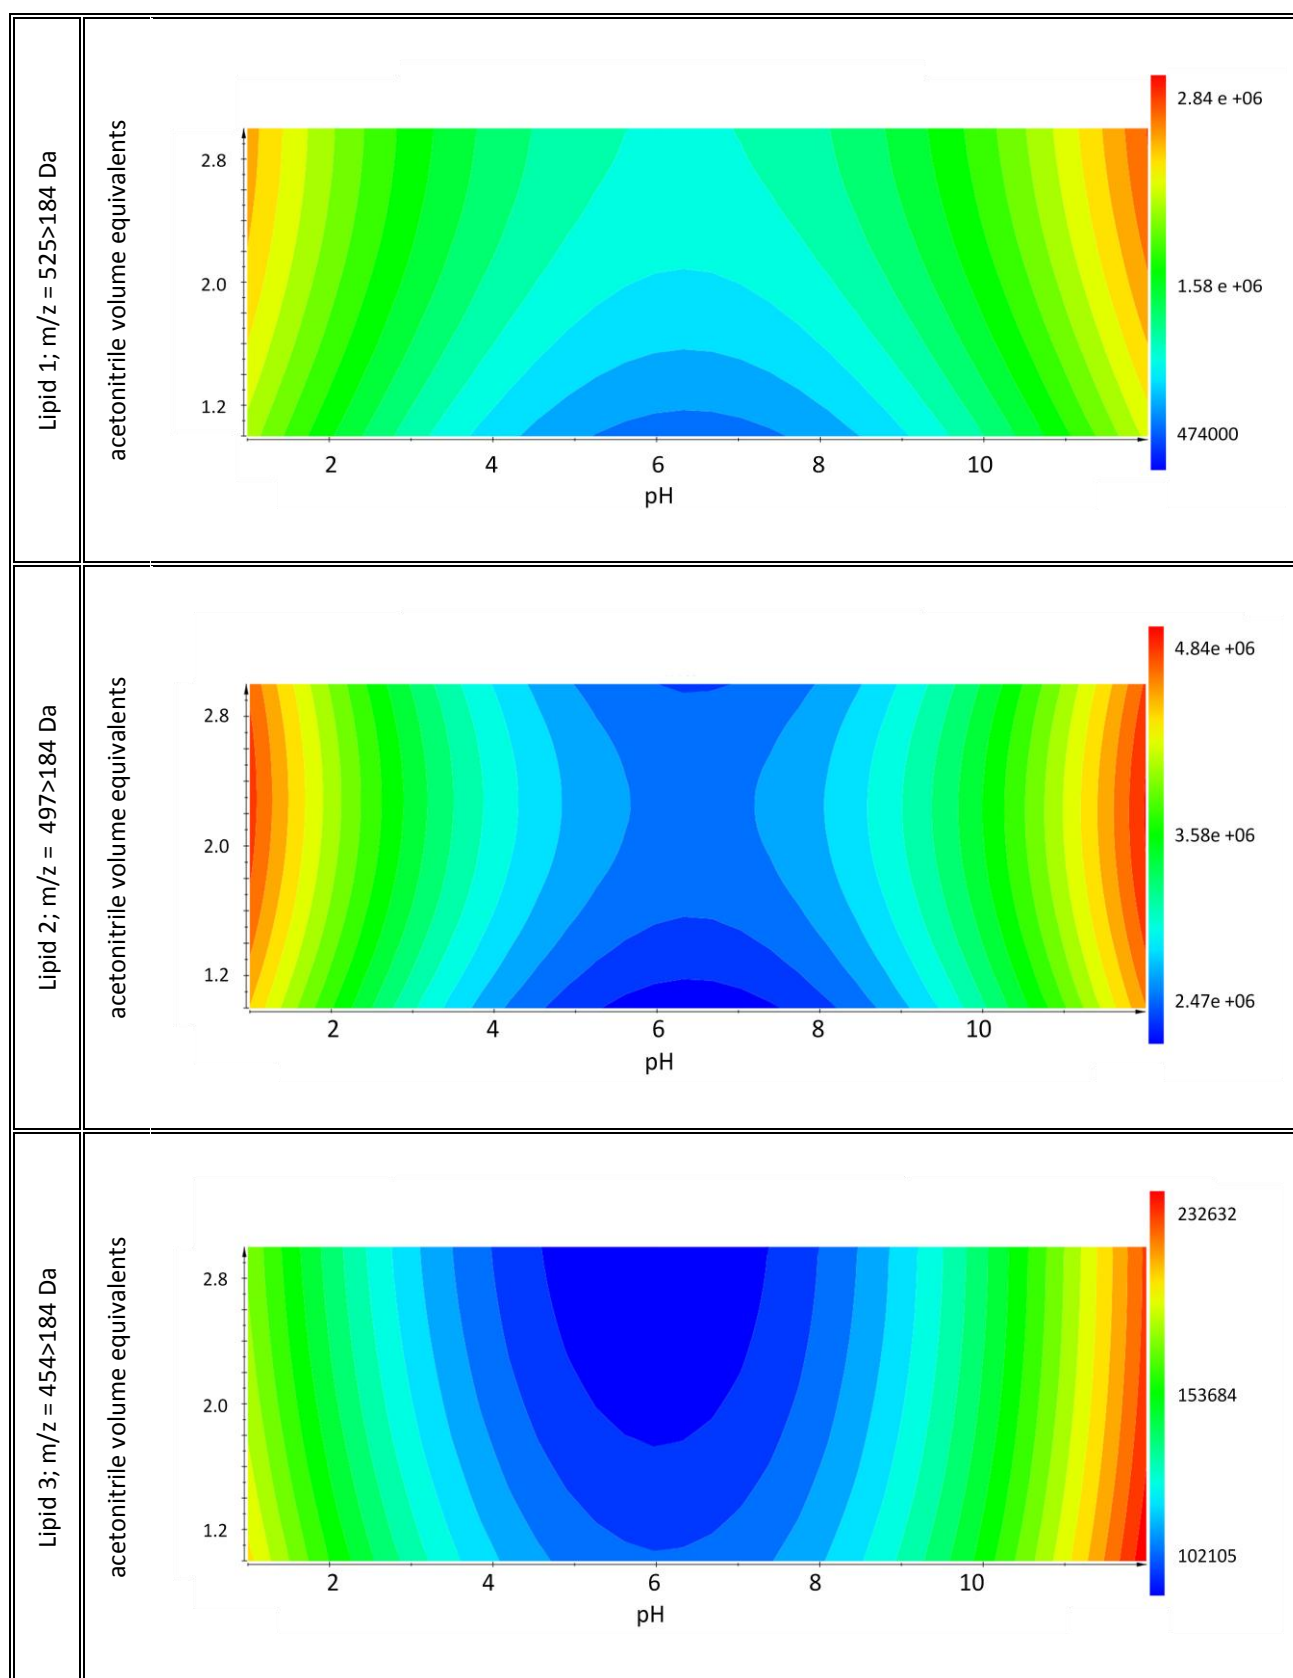 Lipid 1; m/z = 525>184 Da
acetonitrile volume equivalents
2.8
2.0
1.2
2 4 6 8 10
pH
2.84 e +06
1.58 e +06
474000
Lipid 2; m/z = 497>184 Da
acetonitrile volume equivalents
2.8
2.0
1.2
2 4 6 8 10
pH
4.84e +06
3.58e +06
2.47e +06
Lipid 3; m/z = 454>184 Da
acetonitrile volume equivalents
2.8
2.0
1.2
2 4 6 8 10
pH
232632
153684
102105